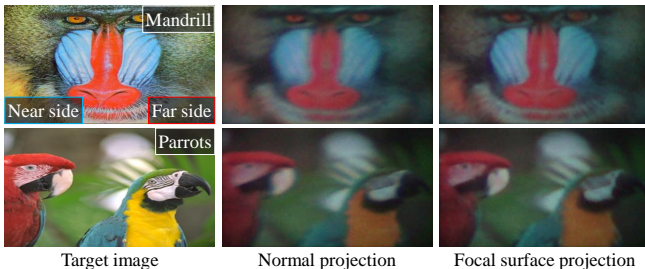 Mandrill
Near side
Far side
Parrots
Target image
Normal projection
Focal surface projection